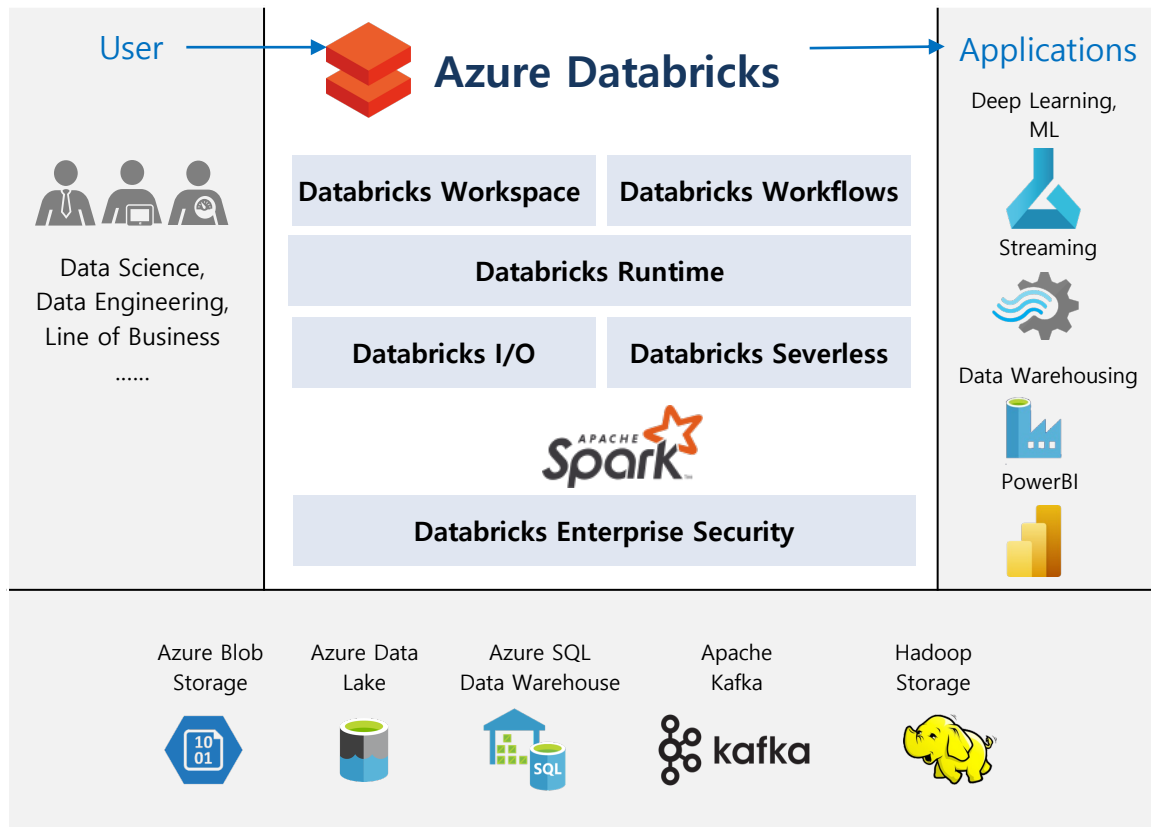 User
Azure Databricks
Applications
Data Science,
Data Engineering,
Line of Business
......
Databricks Workspace
Databricks Workflows
Databricks Runtime
Databricks I/O
Databricks Severless
APACHE
Spark
Databricks Enterprise Security
Deep Learning,
ML
Streaming
Data Warehousing
PowerBI
Azure Blob
Storage
10
01
Azure Data
Lake
Azure SQL
Data Warehouse
SQL
Apache
Kafka
kafka
Hadoop
Storage